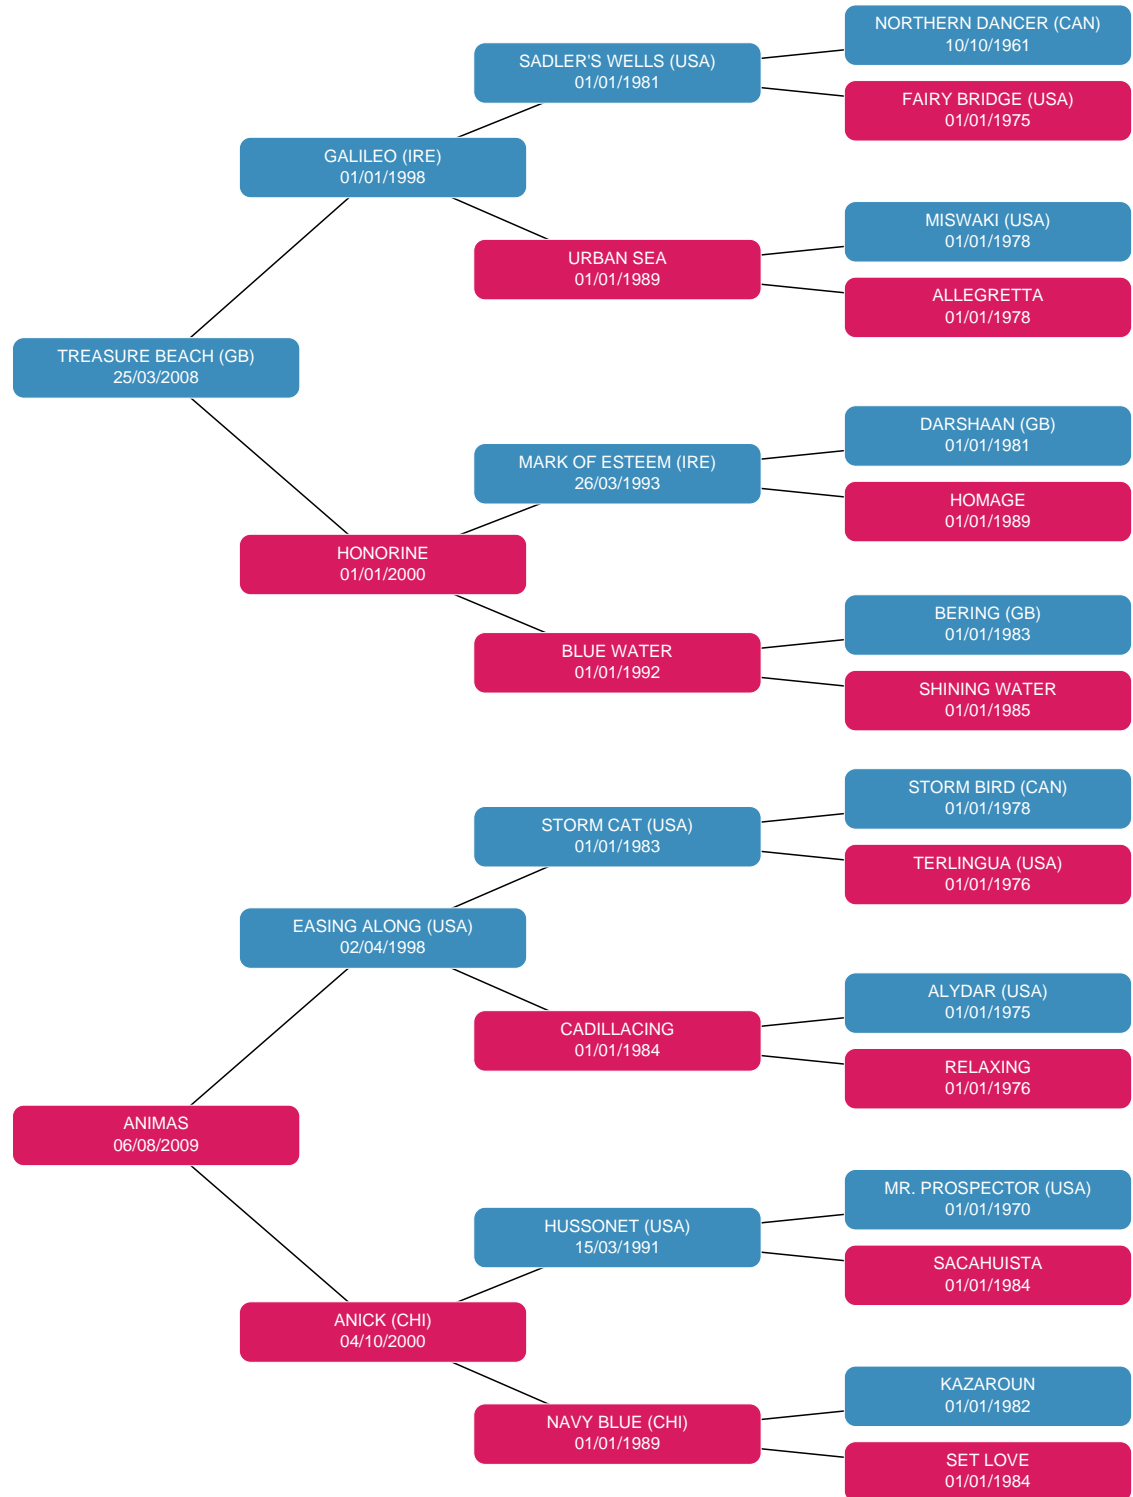 NORTHERN DANCER (CAN)
10/10/1961
SADLER'S WELLS (USA)
01/01/1981
FAIRY BRIDGE (USA)
01/01/1975
GALILEO (IRE)
01/01/1998
MISWAKI (USA)
01/01/1978
URBAN SEA
01/01/1989
ALLEGRETTA
01/01/1978
TREASURE BEACH (GB)
25/03/2008
DARSHAAN (GB)
01/01/1981
MARK OF ESTEEM (IRE)
26/03/1993
HOMAGE
01/01/1989
HONORINE
01/01/2000
BERING (GB)
01/01/1983
BLUE WATER
01/01/1992
SHINING WATER
01/01/1985
STORM BIRD (CAN)
01/01/1978
STORM CAT (USA)
01/01/1983
TERLINGUA (USA)
01/01/1976
EASING ALONG (USA)
02/04/1998
ALYDAR (USA)
01/01/1975
CADILLACING
01/01/1984
RELAXING
01/01/1976
ANIMAS
06/08/2009
MR. PROSPECTOR (USA)
01/01/1970
HUSSONET (USA)
15/03/1991
SACAHUISTA
01/01/1984
ANICK (CHI)
04/10/2000
KAZAROUN
01/01/1982
NAVY BLUE (CHI)
01/01/1989
SET LOVE
01/01/1984